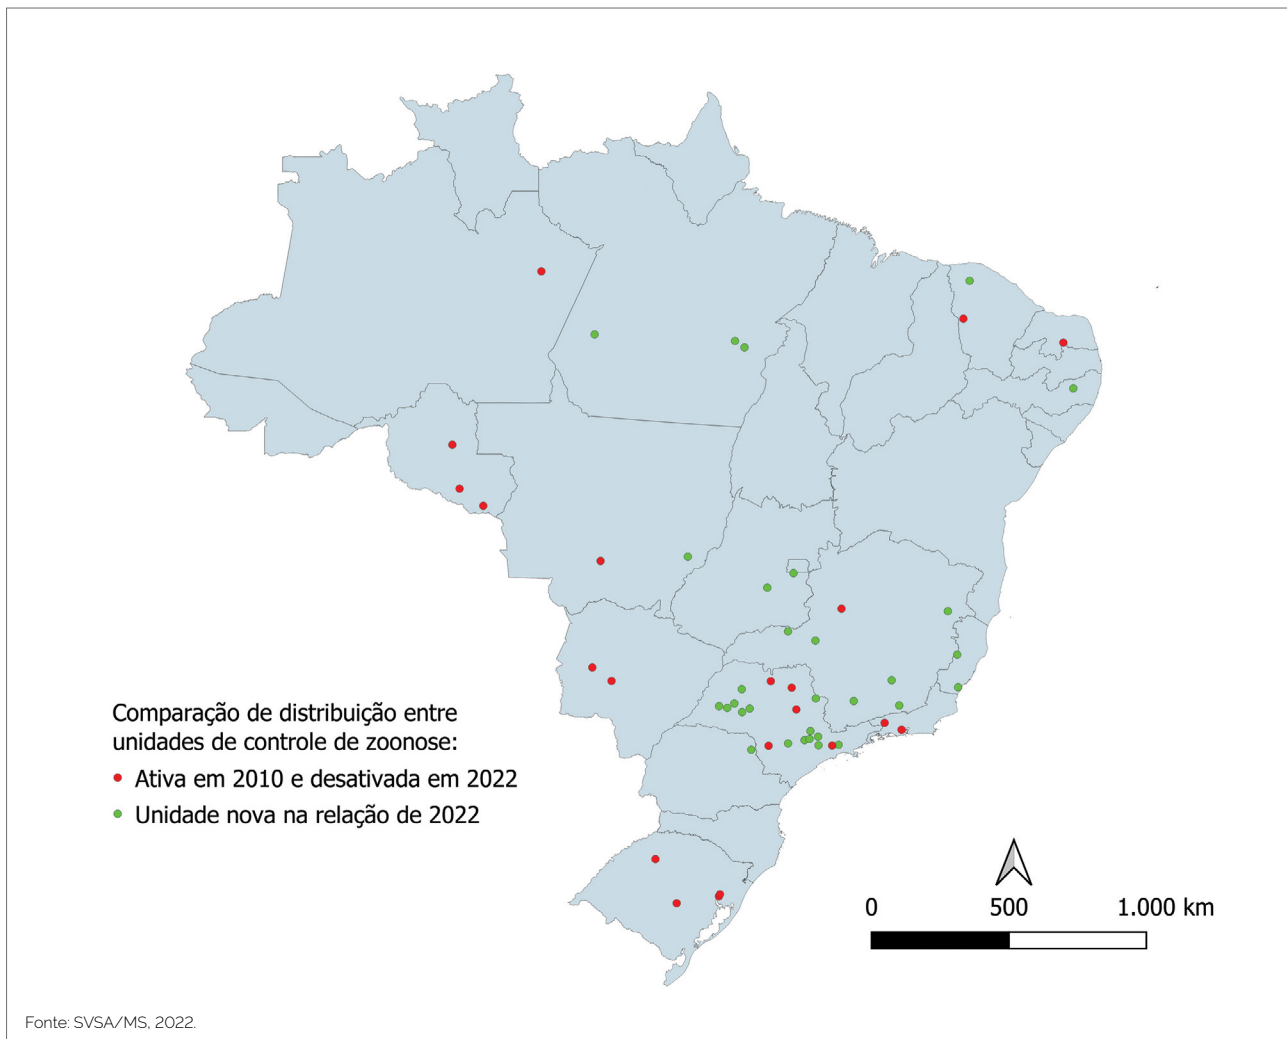 Comparação de distribuição entre
unidades de controle de zoonose:
Ativa em 2010 e desativada em 2022
Unidade nova na relação de 2022
0 500 1.000 km
Fonte: SVSA/MS, 2022.